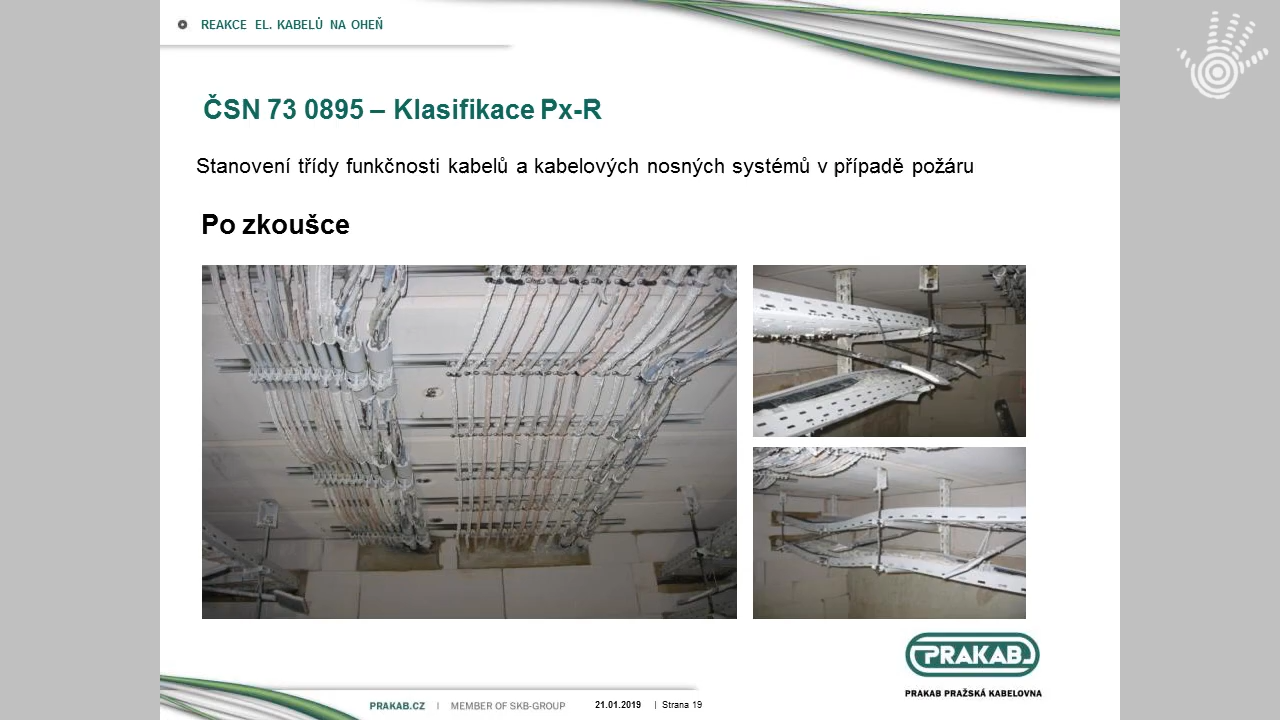 REAKCE EL. KABELŮ NA OHEŇ
ČSN 73 0895 – Klasifikace Px-R
Stanovení třídy funkčnosti kabelů a kabelových nosných systémů v případě požáru
Po zkoušce
PRAKAB
PRAKAB PRAŽSKÁ KABELOVNA
PRAKAB.CZ | MEMBER OF SKB-GROUP 21.01.2019 | Strana 19